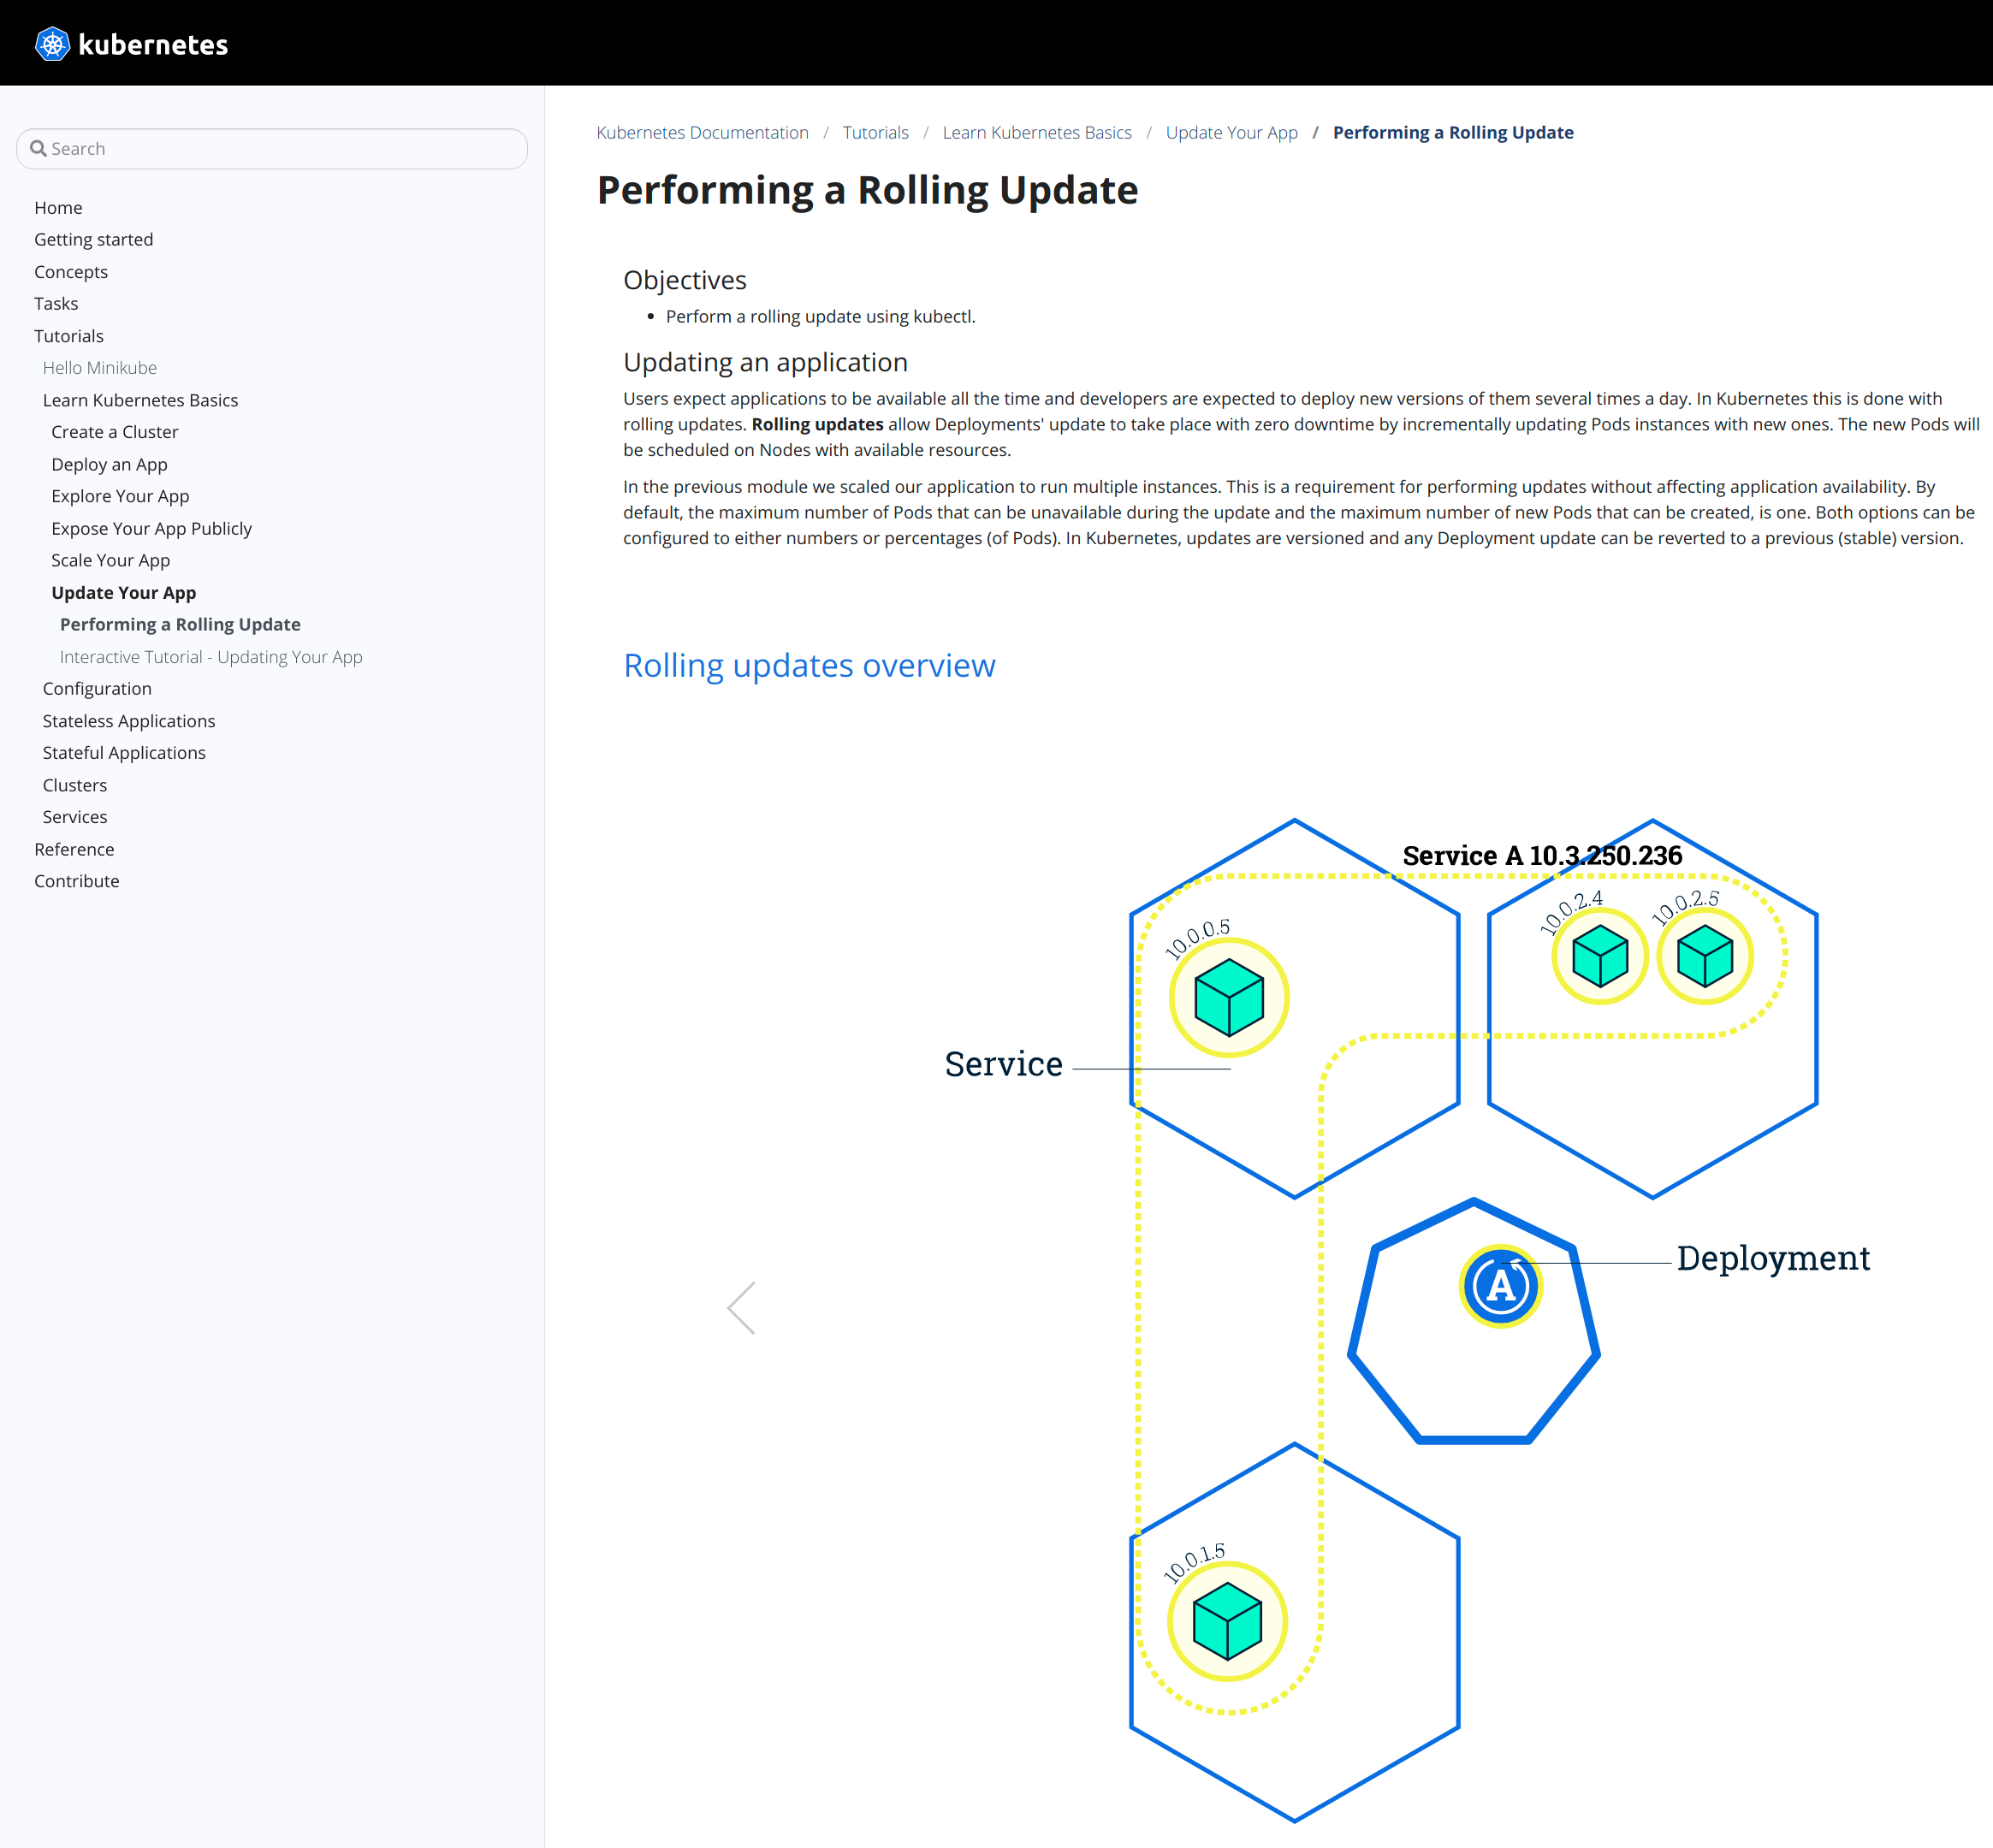 kubernetes
Search
Home
Getting started
Concepts
Tasks
Tutorials
Hello Minikube
Learn Kubernetes Basics
Create a Cluster
Deploy an App
Explore Your App
Expose Your App Publicly
Scale Your App
Update Your App
Performing a Rolling Update
Interactive Tutorial - Updating Your App
Configuration
Stateless Applications
Stateful Applications
Clusters
Services
Reference
Contribute
Kubernetes Documentation / Tutorials / Learn Kubernetes Basics / Update Your App / Performing a Rolling Update
Performing a Rolling Update
Objectives
• Perform a rolling update using kubectl.
Updating an application
Users expect applications to be available all the time and developers are expected to deploy new versions of them several times a day. In Kubernetes this is done with
rolling updates. Rolling updates allow Deployments' update to take place with zero downtime by incrementally updating Pods instances with new ones. The new Pods will
be scheduled on Nodes with available resources.
In the previous module we scaled our application to run multiple instances. This is a requirement for performing updates without affecting application availability. By
default, the maximum number of Pods that can be unavailable during the update and the maximum number of new Pods that can be created, is one. Both options can be
configured to either numbers or percentages (of Pods). In Kubernetes, updates are versioned and any Deployment update can be reverted to a previous (stable) version.
Rolling updates overview
Service A 10.3.250.236
10.0.0.5
10.0.2.4
10.0.2.5
Service
Deployment
A
10.0.1.5